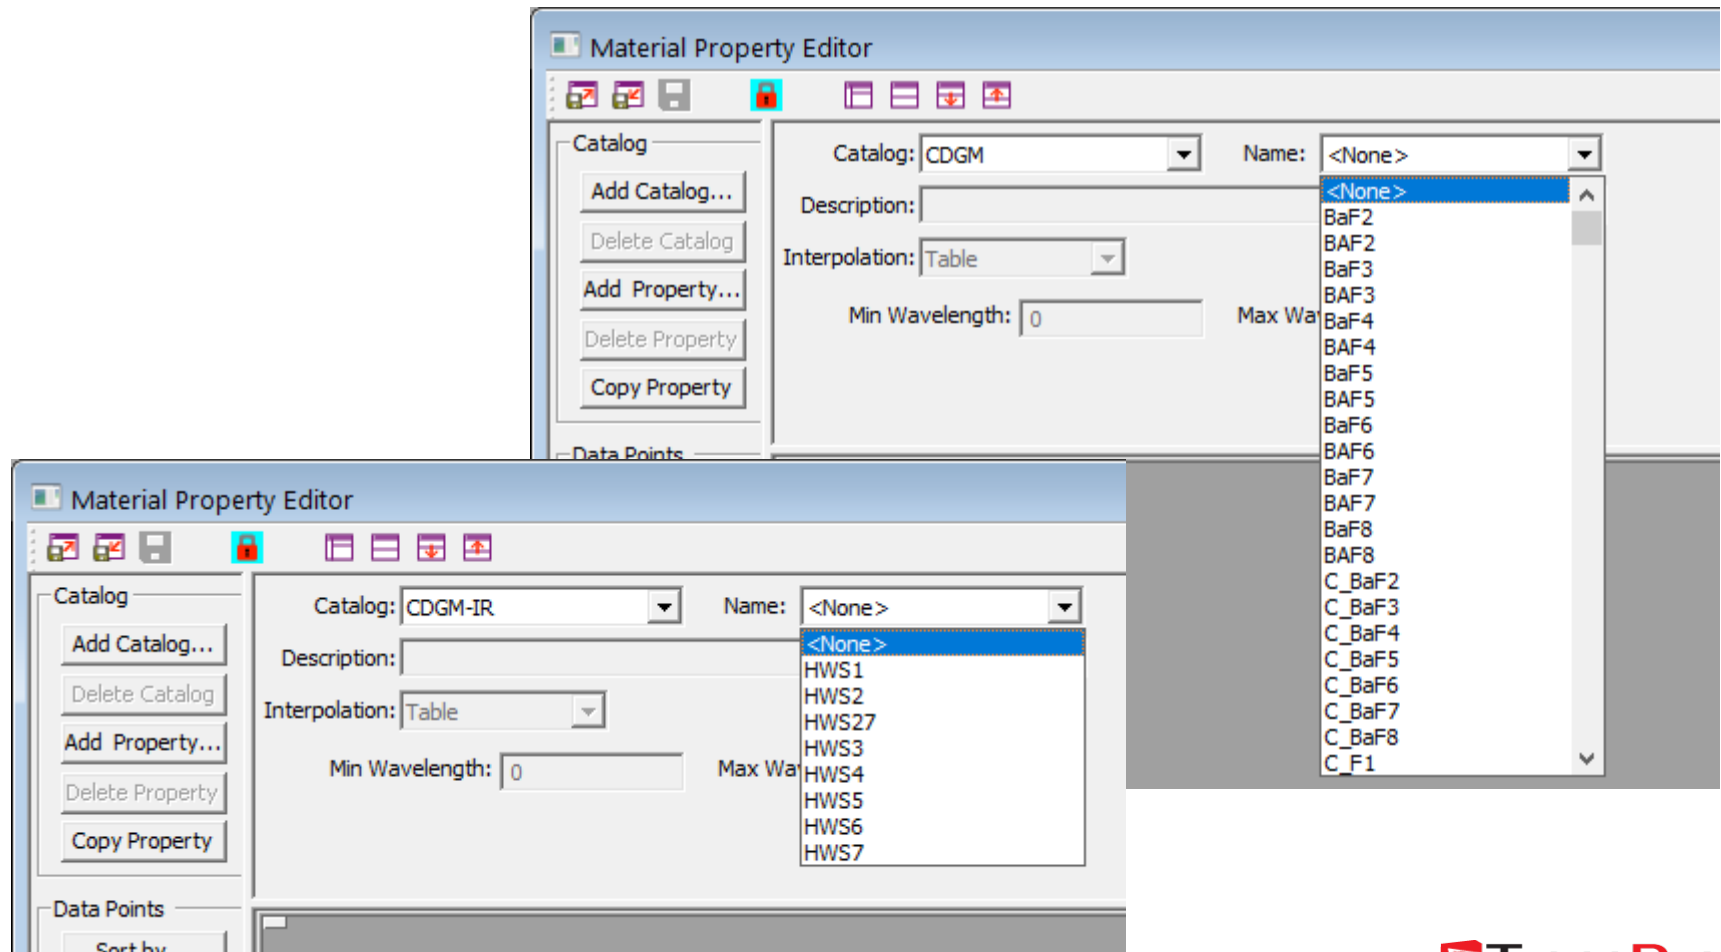 Material Property Editor
Catalog
Catalog: CDGM
Name: <None>
Add Catalog...
Description:
Delete Catalog
Interpolation: Table
Add Property...
Min Wavelength: 0
Max Wa
Delete Property
Copy Property
Data Points
<None>
BaF2
BAF2
BaF3
BAF3
BaF4
BAF4
BaF5
BAF5
BaF6
BAF6
BaF7
BAF7
BaF8
BAF8
C_BaF2
C_BaF3
C_BaF4
C_BaF5
C_BaF6
C_BaF7
C_BaF8
C_F1
Material Property Editor
Catalog
Catalog: CDGM-IR
Name: <None>
Add Catalog...
Description:
Delete Catalog
Interpolation: Table
Add Property...
Min Wavelength: 0
Max Wa
Delete Property
Copy Property
<None>
HWS1
HWS2
HWS27
HWS3
HWS4
HWS5
HWS6
HWS7
Data Points
Sort by